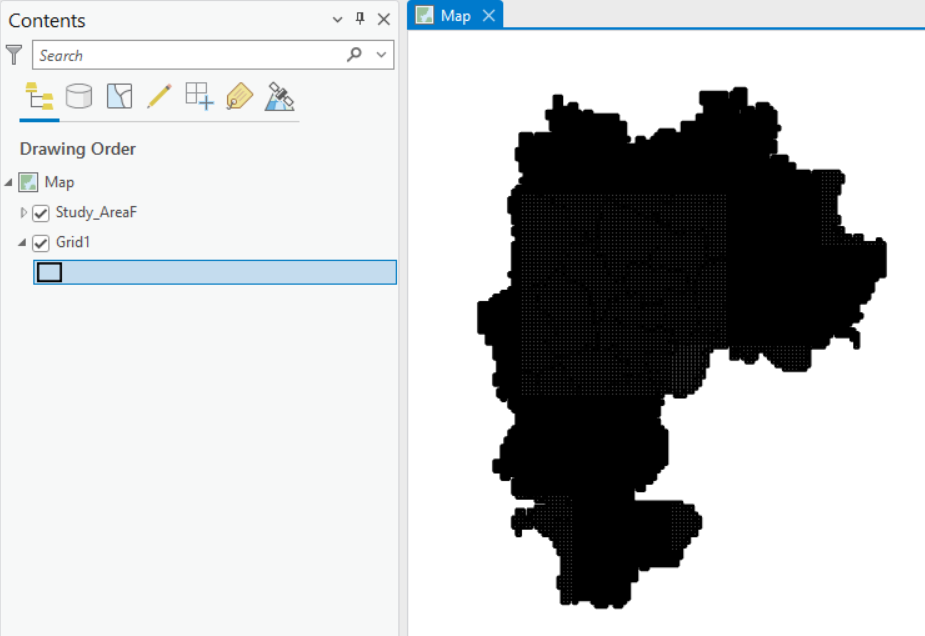 Contents
Map
Search
Drawing Order
Map
Study_AreaF
Grid1